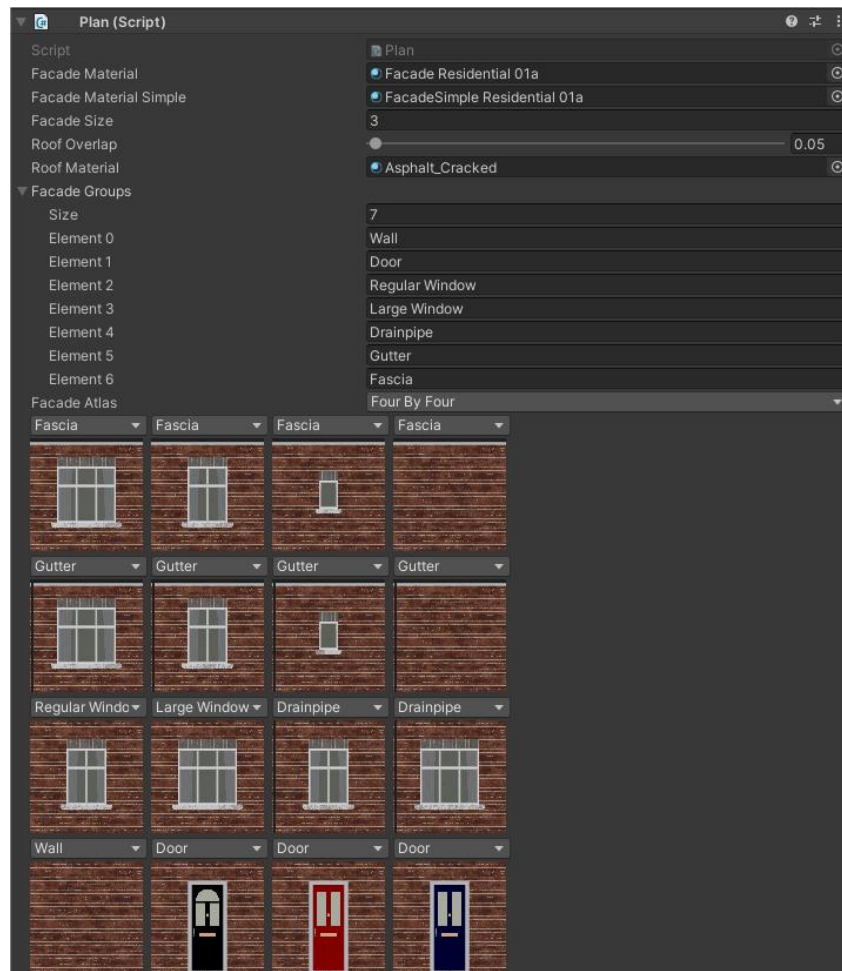 Plan (Script)
Script Plan
Facade Material Facade Residential 01a
Facade Material Simple FacadeSimple Residential 01a
Facade Size 3
Roof Overlap 0.05
Roof Material Asphalt_Cracked
Facade Groups
Size 7
Element 0 Wall
Element 1 Door
Element 2 Regular Window
Element 3 Large Window
Element 4 Drainpipe
Element 5 Gutter
Element 6 Fascia
Facade Atlas Four By Four
Fascia Fascia Fascia Fascia
Gutter Gutter Gutter Gutter
Regular Windo Large Window Drainpipe Drainpipe
Wall Door Door Door